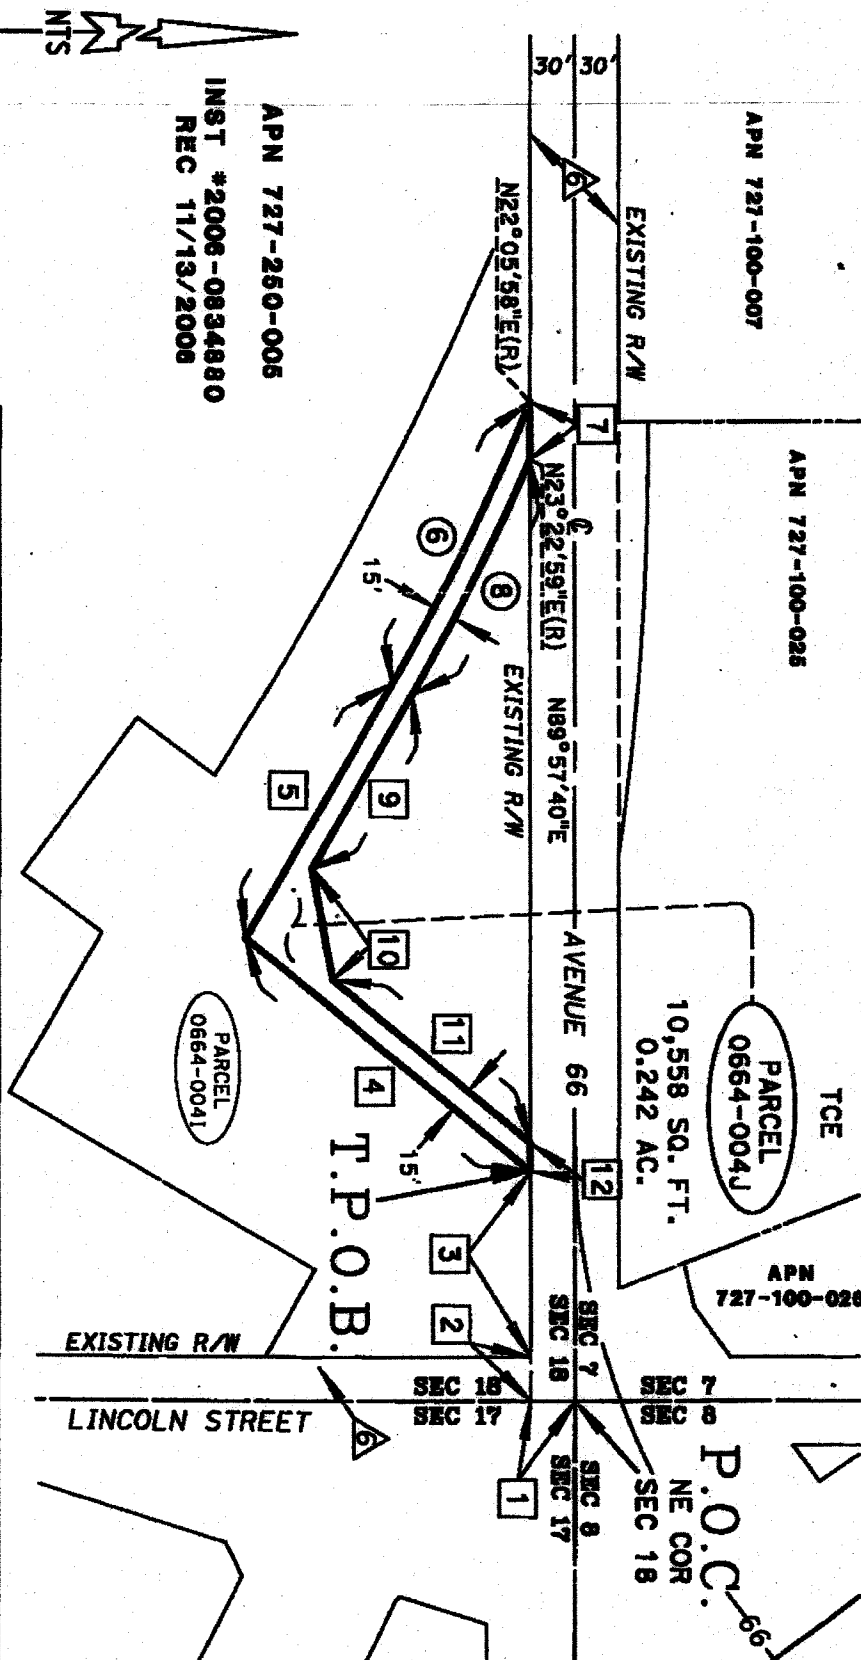 NTS
APN 727-250-006
INST #2006-0834880
REC 11/13/2006
30' 30'
6
APN 727-100-007
EXISTING R/W
N22°05'58"E(R)
7
N23°22'59"E(R)
℄
N89°57'40"E
APN 727-100-028
6
8
15'
EXISTING R/W
5
9
10
AVENUE 66
TCE
PARCEL
0664-004J
10,558 SQ. FT.
0.242 AC.
PARCEL
0664-004I
11
4
15'
12
T.P.O.B.
3
2
APN
727-100-026
EXISTING R/W
SEC 7
SEC 18
SEC 18
SEC 17
SEC 7
SEC 8
LINCOLN STREET
6
1
SEC 8
SEC 17
P.O.C.
NE COR
SEC 18
66